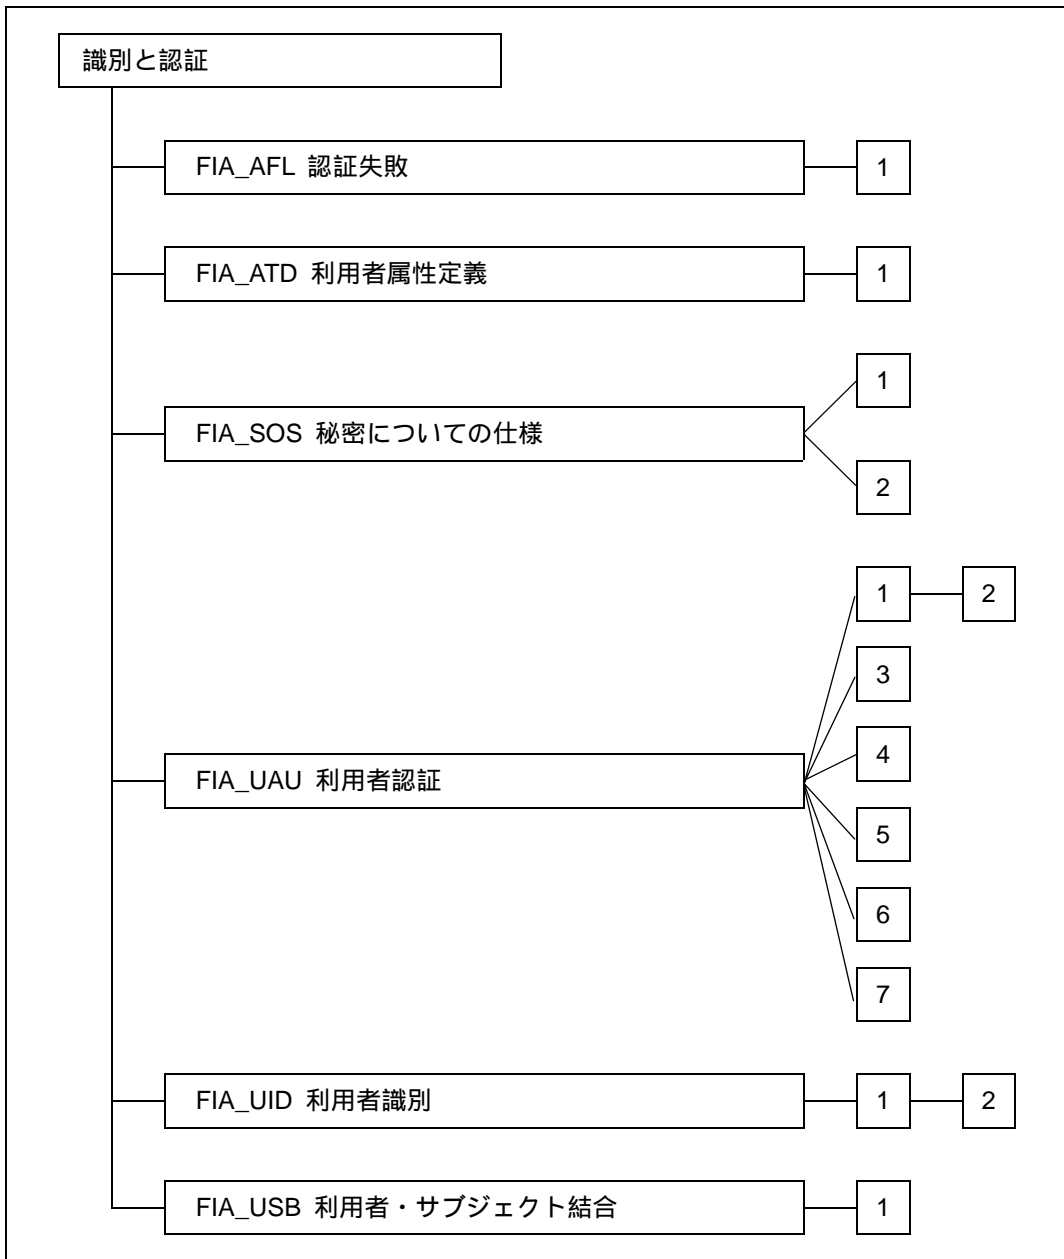 識別と認証
FIA_AFL 認証失敗
1
FIA_ATD 利用者属性定義
1
1
FIA_SOS 秘密についての仕様
2
1
2
3
4
FIA_UAU 利用者認証
5
6
7
FIA_UID 利用者識別
1
2
FIA_USB 利用者・サブジェクト結合
1